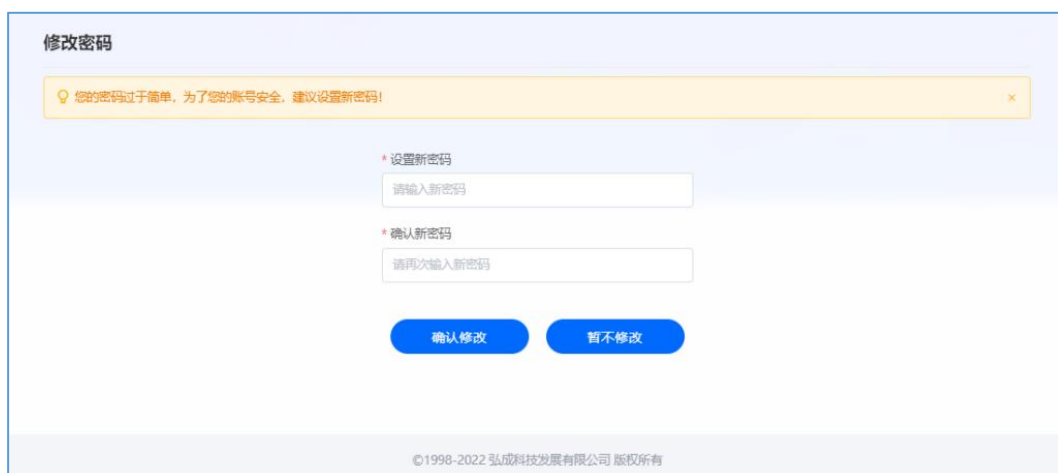 修改密码
您的密码过于简单，为了您的账号安全，建议设置新密码！
* 设置新密码
请输入新密码
* 确认新密码
请再次输入新密码
确认修改 暂不修改
©1998-2022 弘成科技发展有限公司 版权所有